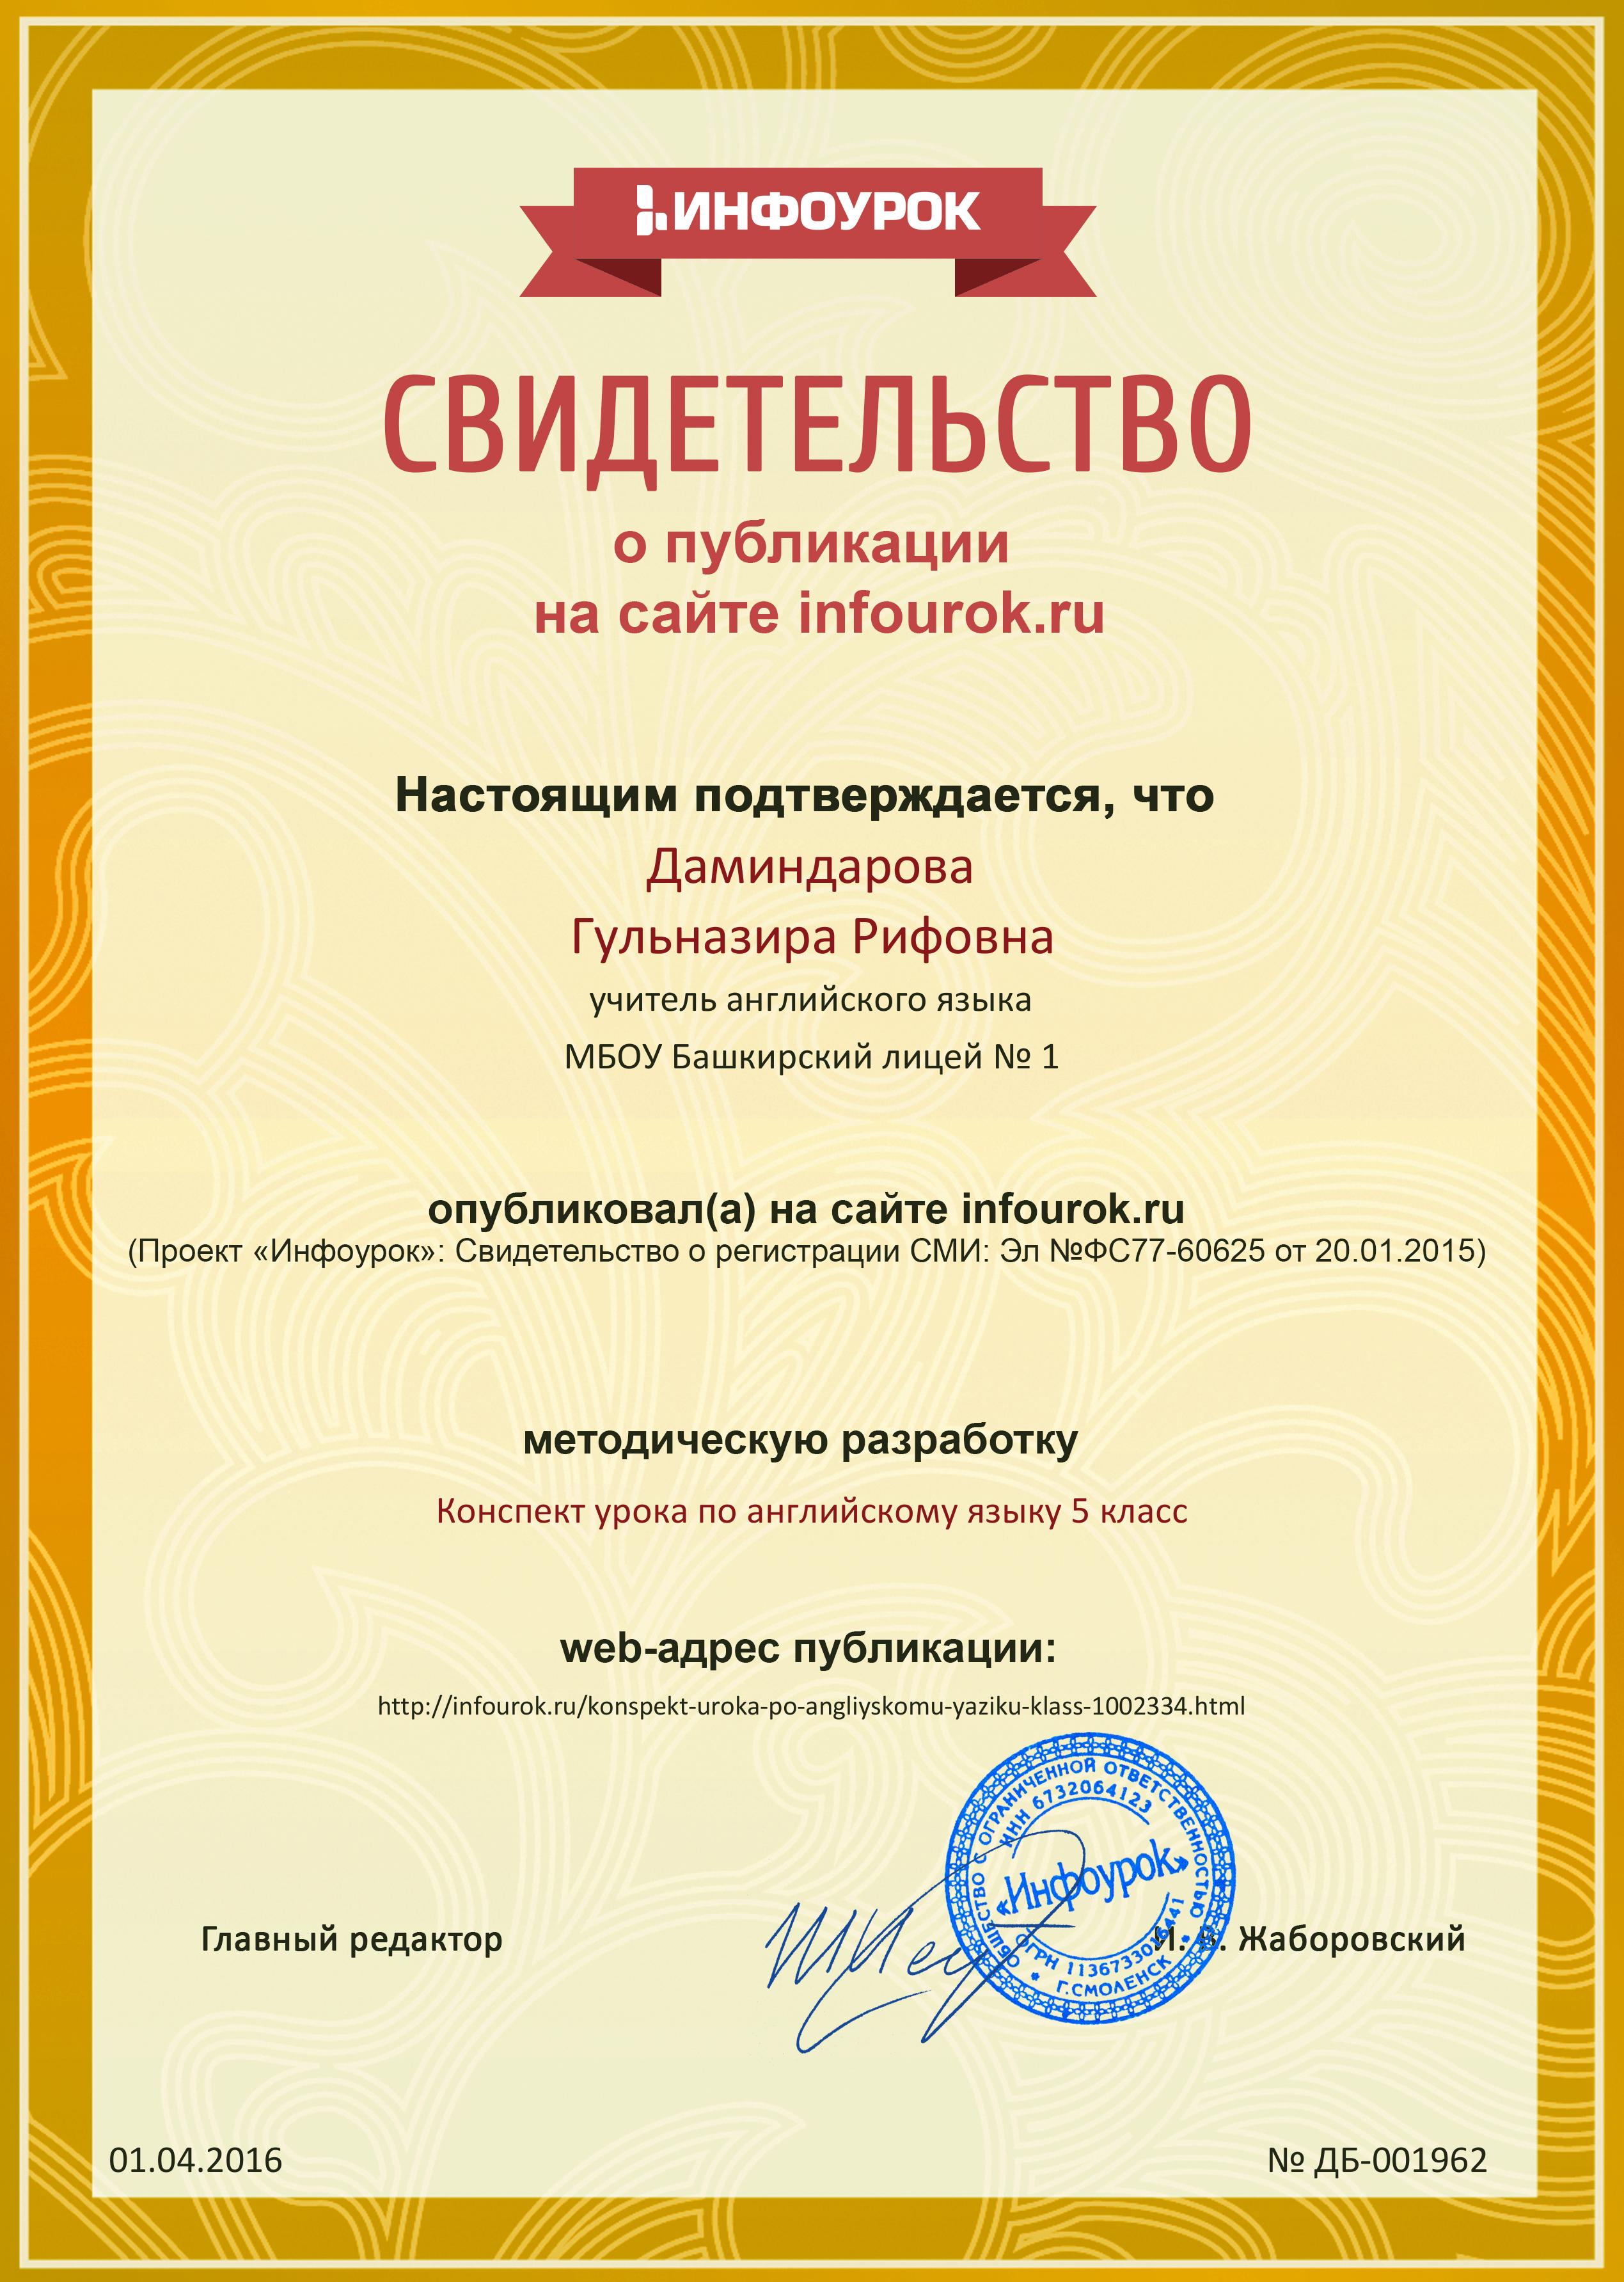 ИНФОУРОК
СВИДЕТЕЛЬСТВО
о публикации
на сайте infourok.ru
Настоящим подтверждается, что
Даминдарова
Гульназира Рифовна
учитель английского языка
МБОУ Башкирский лицей № 1
опубликовал(а) на сайте infourok.ru
(Проект «Инфоурок»: Свидетельство о регистрации СМИ: Эл №ФС77-60625 от 20.01.2015)
методическую разработку
Конспект урока по английскому языку 5 класс
web-адрес публикации:
http://infourok.ru/konspekt-uroka-po-angliyskomu-yaziku-klass-1002334.html
ОБЩЕСТВО С ОГРАНИЧЕННОЙ ОТВЕТСТВЕННОСТЬЮ
ИНН 6732064123
«Инфоурок»
ОГРН
Г.СМОЛЕНСК
Главный редактор
И. Жаборовский
01.04.2016
№ ДБ-001962